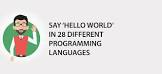 SAY 'HELLO WORLD'
IN 28 DIFFERENT
PROGRAMMING
LANGUAGES